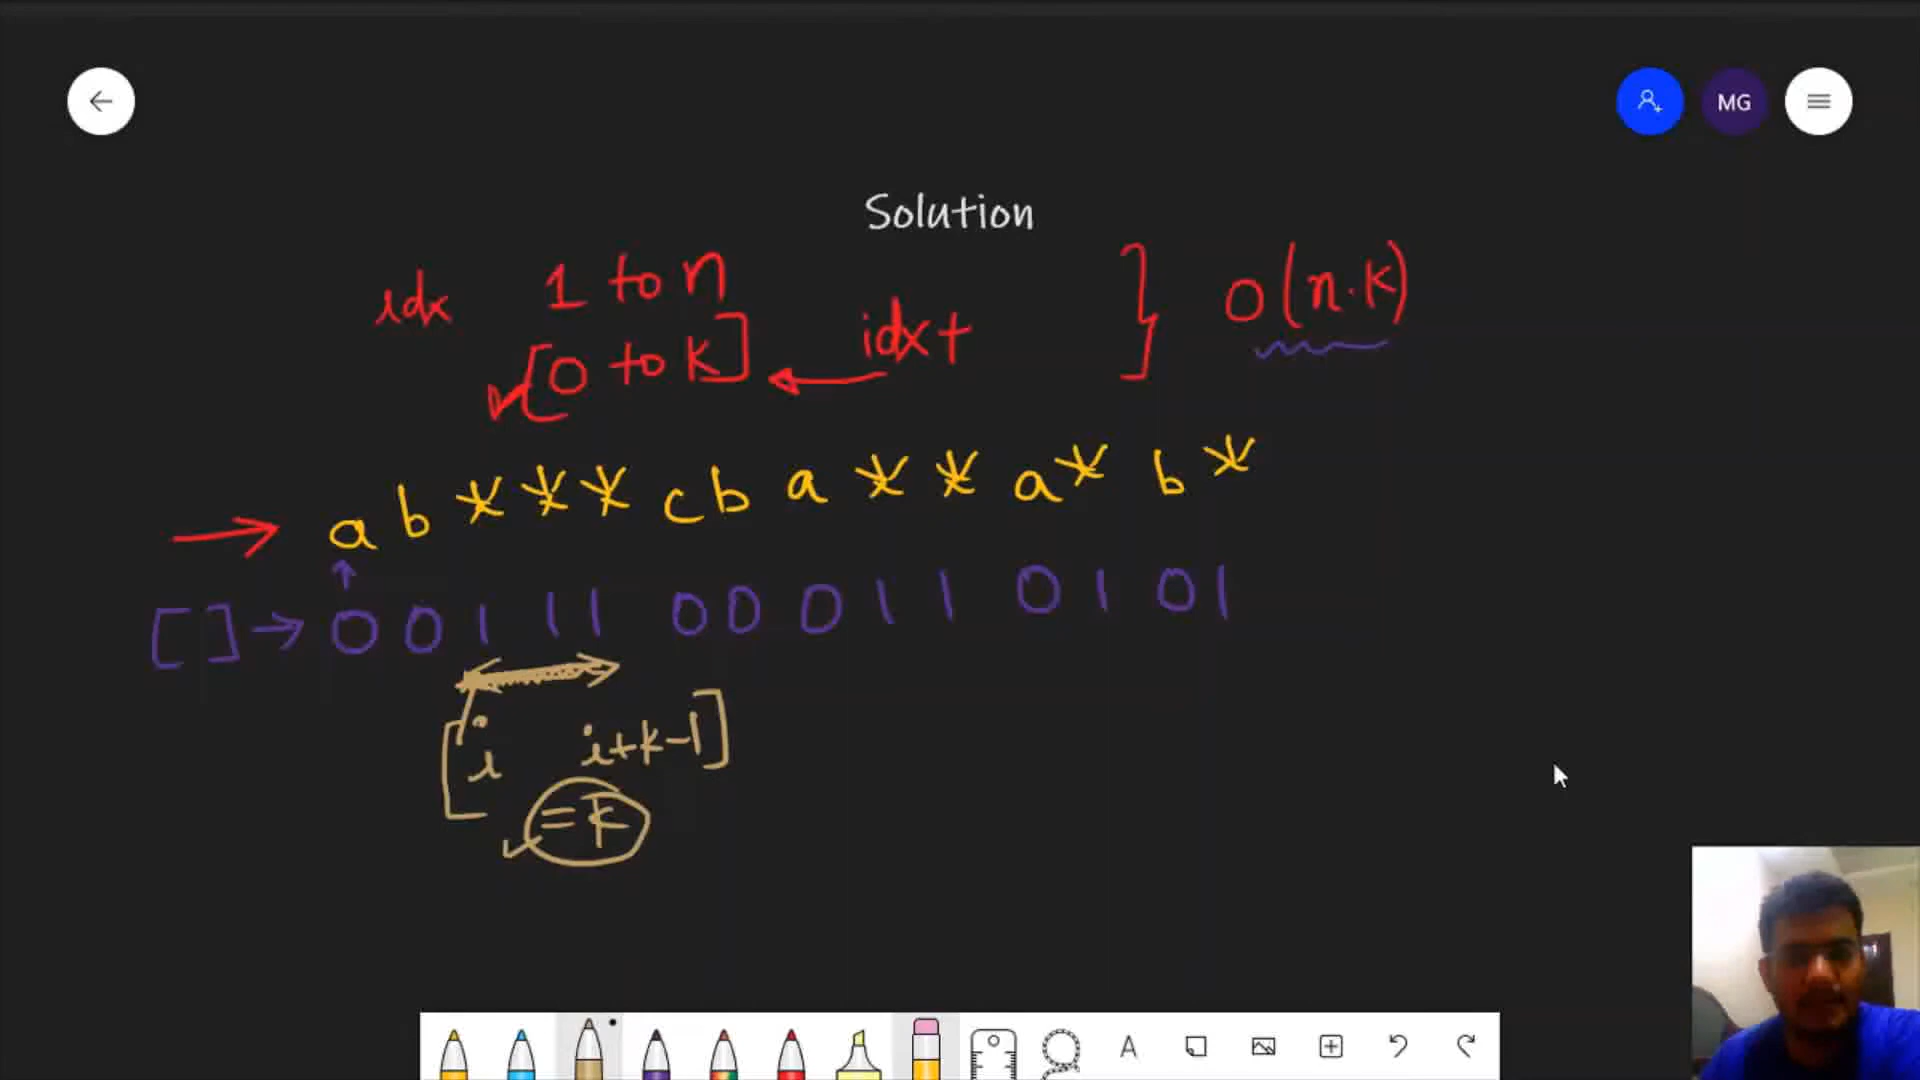 MG
Solution
idx 1 to n
[0 to k] idx+ } O(n.k)
a b * * * c b a * * a * b *
[ ] → 0 0 1 1 1 0 0 0 1 1 0 1 0 1
[i i+k-1]
= k
A